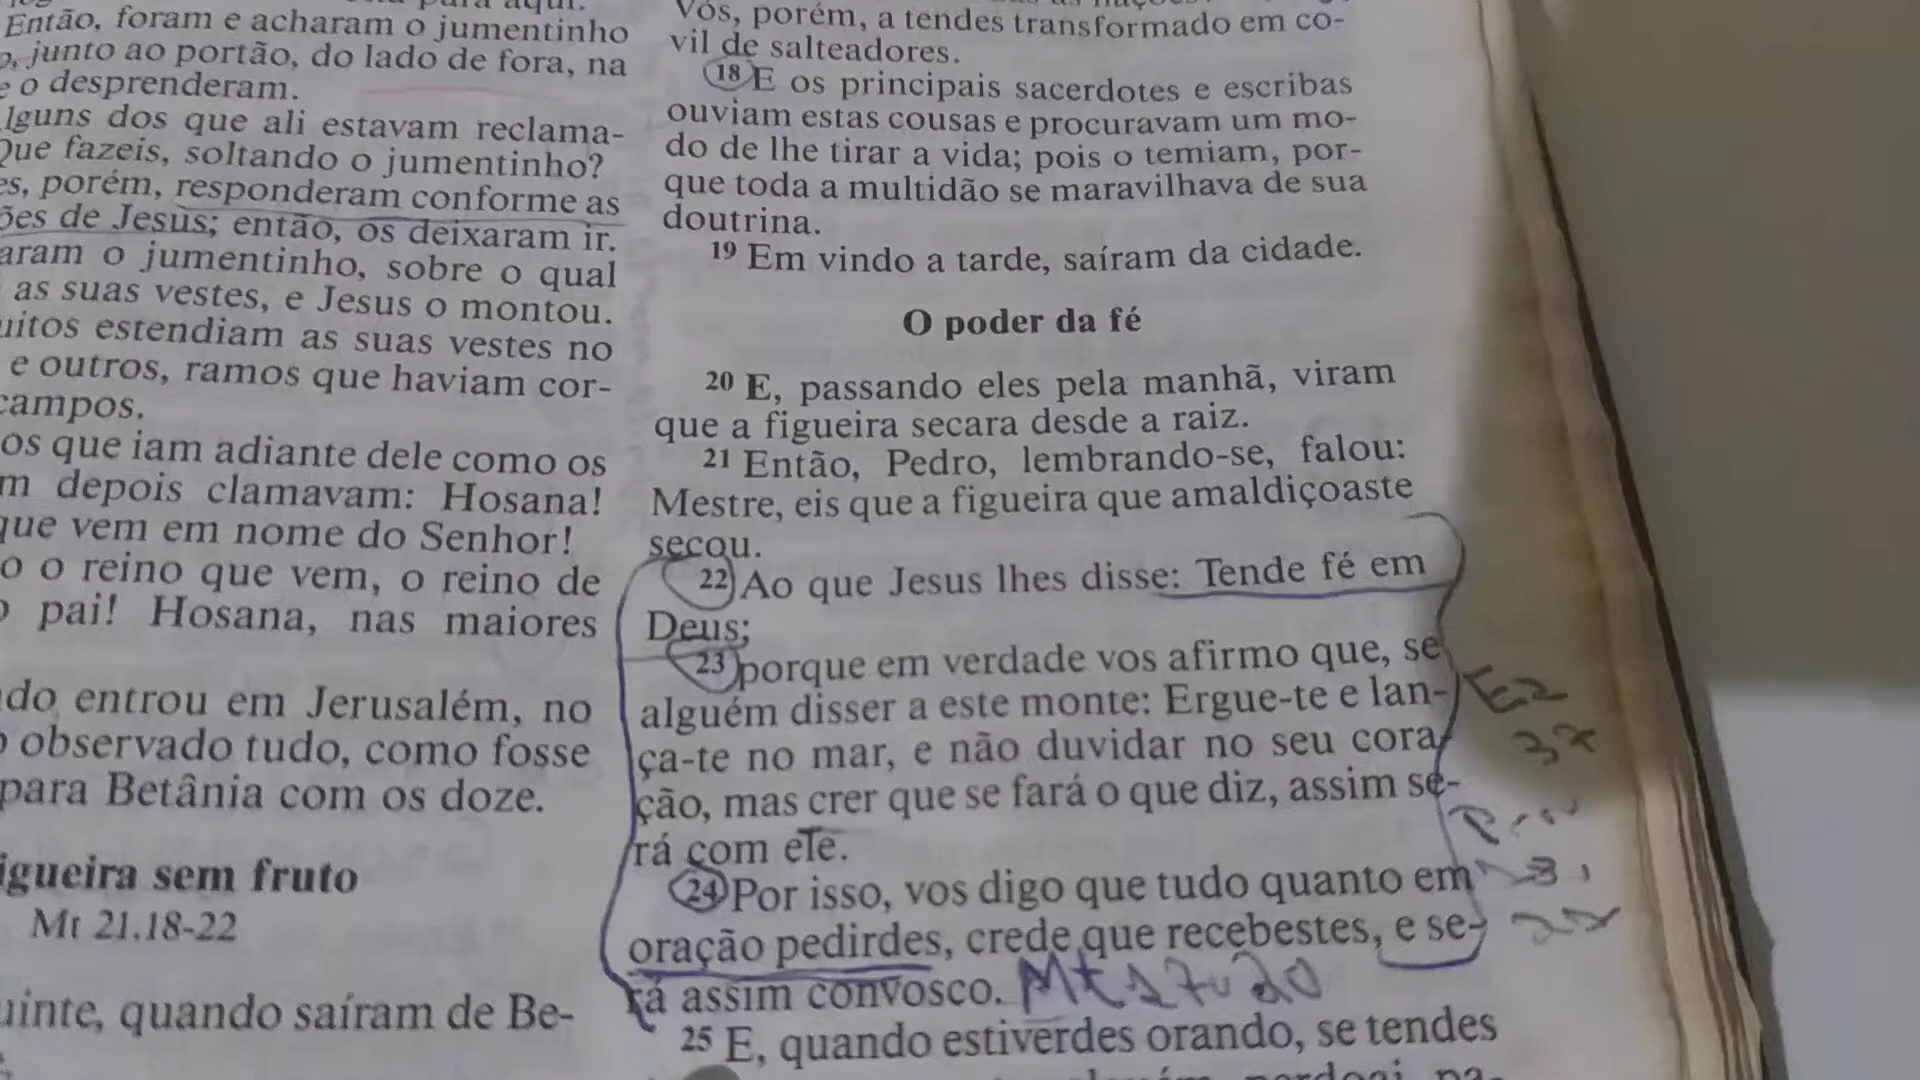 Então, foram e acharam o jumentinho
junto ao portão, do lado de fora, na
e o desprenderam.
lguns dos que ali estavam reclama-
Que fazeis, soltando o jumentinho?
es, porém, responderam conforme as
ões de Jesus; então, os deixaram ir.
aram o jumentinho, sobre o qual
as suas vestes, e Jesus o montou.
uitos estendiam as suas vestes no
e outros, ramos que haviam cor-
campos.
os que iam adiante dele como os
m depois clamavam: Hosana!
que vem em nome do Senhor!
o o reino que vem, o reino de
o pai! Hosana, nas maiores
do entrou em Jerusalém, no
o observado tudo, como fosse
para Betânia com os doze.
igueira sem fruto
Mt 21.18-22
uinte, quando saíram de Be-
Vós, porém, a tendes transformado em co-
vil de salteadores.
18 E os principais sacerdotes e escribas
ouviam estas cousas e procuravam um mo-
do de lhe tirar a vida; pois o temiam, por-
que toda a multidão se maravilhava de sua
doutrina.
19 Em vindo a tarde, saíram da cidade.
O poder da fé
20 E, passando eles pela manhã, viram
que a figueira secara desde a raiz.
21 Então, Pedro, lembrando-se, falou:
Mestre, eis que a figueira que amaldiçoaste
secou.
22 Ao que Jesus lhes disse: Tende fé em
Deus;
23 porque em verdade vos afirmo que, se
alguém disser a este monte: Ergue-te e lan-
ça-te no mar, e não duvidar no seu cora-
ção, mas crer que se fará o que diz, assim se-
rá com ele.
24 Por isso, vos digo que tudo quanto em
oração pedirdes, crede que recebestes, e se-
rá assim convosco.
25 E, quando estiverdes orando, se tendes
Ez
37